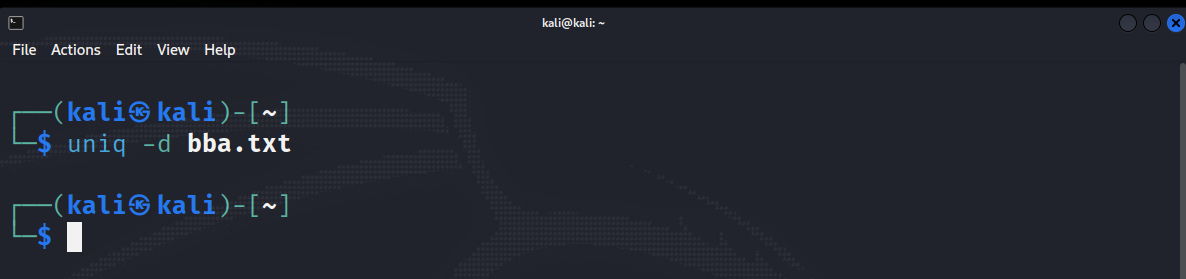 kali@kali: ~
File Actions Edit View Help
┌──(kali㉿kali)-[~]
└─$ uniq -d bba.txt
┌──(kali㉿kali)-[~]
└─$